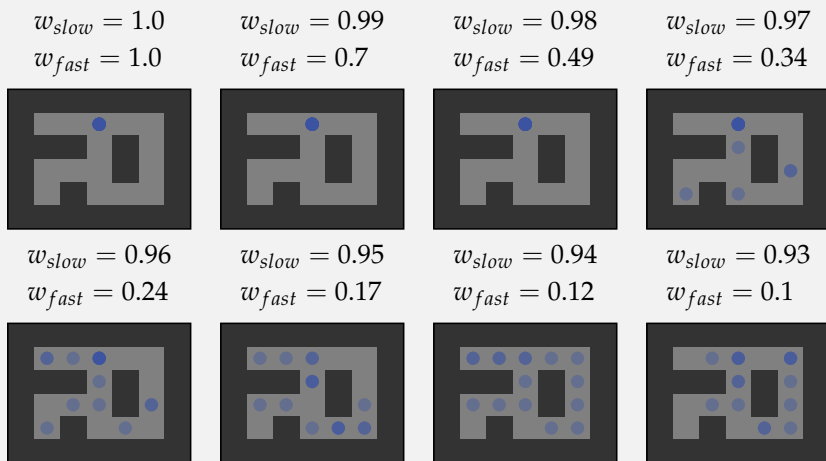 w_slow = 1.0 w_slow = 0.99 w_slow = 0.98 w_slow = 0.97
w_fast = 1.0 w_fast = 0.7 w_fast = 0.49 w_fast = 0.34
w_slow = 0.96 w_slow = 0.95 w_slow = 0.94 w_slow = 0.93
w_fast = 0.24 w_fast = 0.17 w_fast = 0.12 w_fast = 0.1